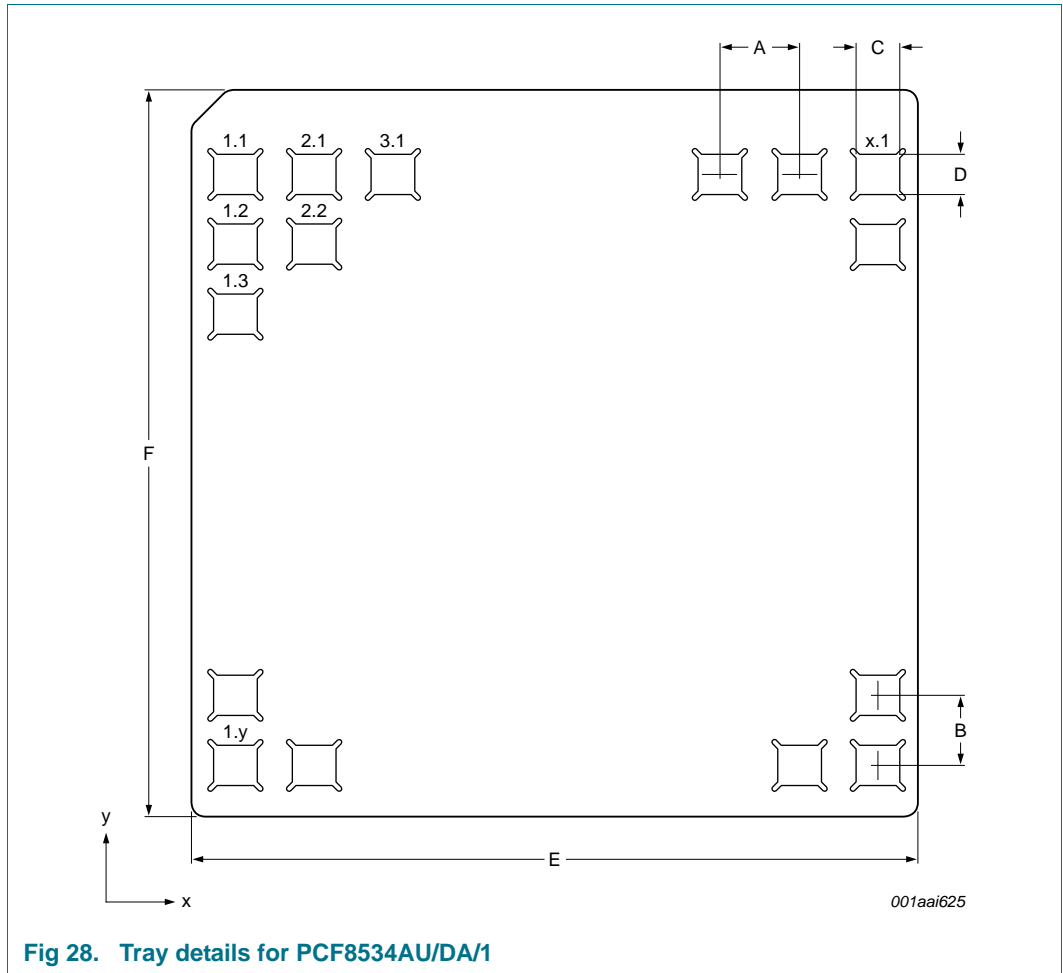 A C
1.1 2.1 3.1 x.1
D
1.2 2.2
1.3
F
B
1.y
y
E
x
001aai625
Fig 28. Tray details for PCF8534AU/DA/1